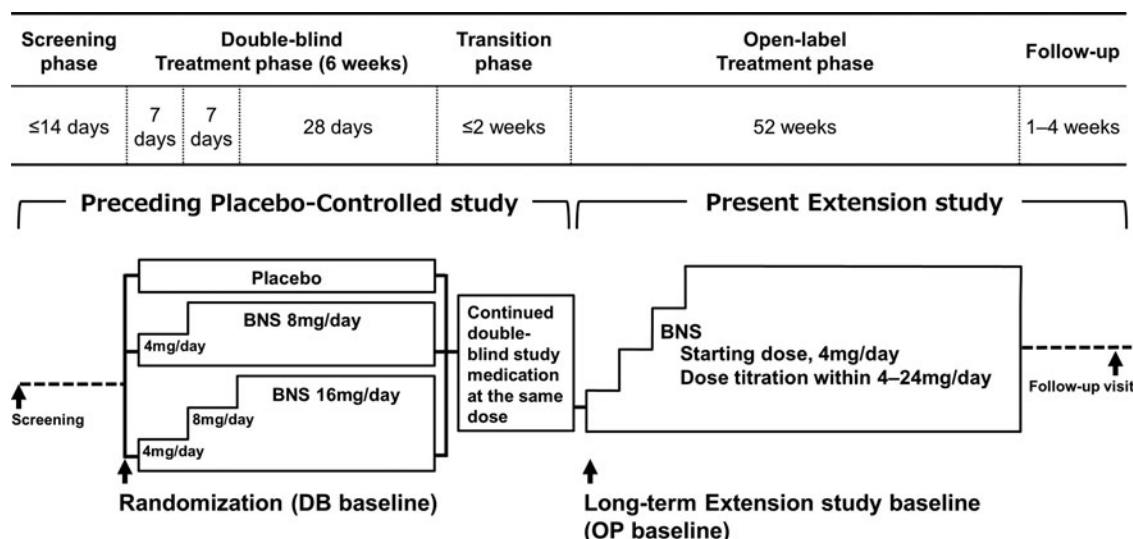 Screening
phase
Double-blind
Treatment phase (6 weeks)
Transition
phase
Open-label
Treatment phase
Follow-up
≤14 days
7
days
7
days
28 days
≤2 weeks
52 weeks
1–4 weeks
Preceding Placebo-Controlled study
Present Extension study
Placebo
BNS 8mg/day
4mg/day
BNS 16mg/day
8mg/day
4mg/day
Continued
double-
blind study
medication
at the same
dose
BNS
Starting dose, 4mg/day
Dose titration within 4–24mg/day
Screening
Follow-up visit
Randomization (DB baseline)
Long-term Extension study baseline
(OP baseline)